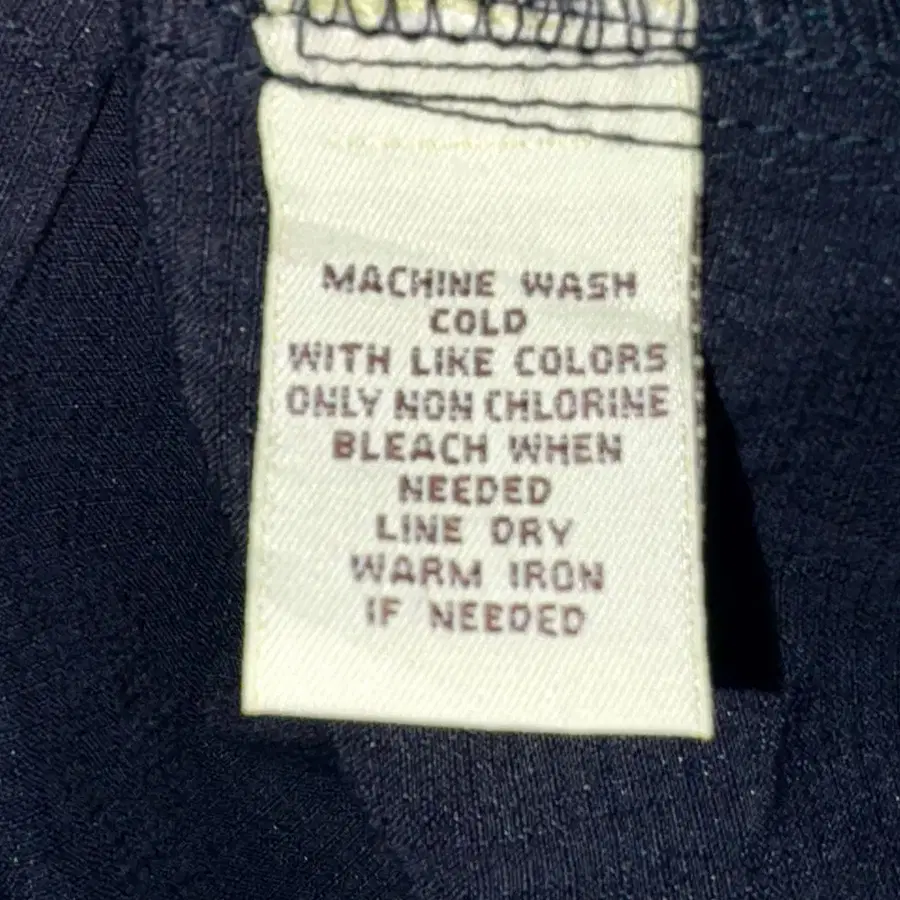 MACHINE WASH
COLD
WITH LIKE COLORS
ONLY NON CHLORINE
BLEACH WHEN
NEEDED
LINE DRY
WARM IRON
IF NEEDED